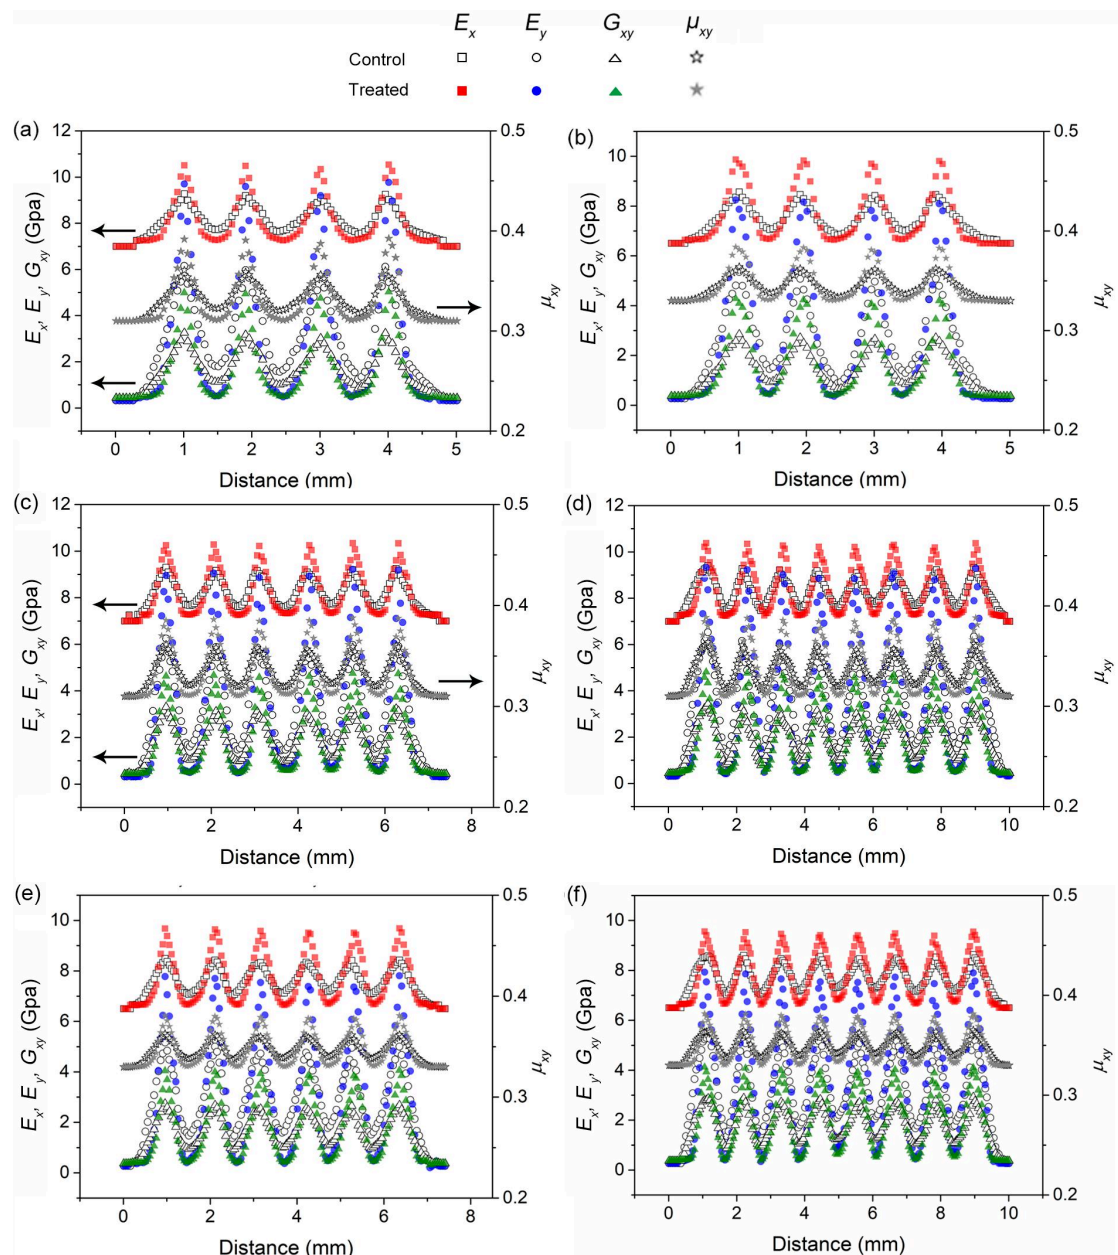 Ex Ey Gxy μxy
Control
Treated
(a) 12 10 8 6 4 2 0
Ex, Ey, Gxy (Gpa)
0.5 0.4 0.3 0.2
μxy
0 1 2 3 4 5
Distance (mm)
(b) 10 8 6 4 2 0
Ex, Ey, Gxy (Gpa)
0.5 0.4 0.3 0.2
μxy
0 1 2 3 4 5
Distance (mm)
(c) 12 10 8 6 4 2 0
Ex, Ey, Gxy (Gpa)
0.5 0.4 0.3 0.2
μxy
0 2 4 6 8
Distance (mm)
(d) 12 10 8 6 4 2 0
Ex, Ey, Gxy (Gpa)
0.5 0.4 0.3 0.2
μxy
0 2 4 6 8 10
Distance (mm)
(e) 10 8 6 4 2 0
Ex, Ey, Gxy (Gpa)
0.5 0.4 0.3 0.2
μxy
0 2 4 6 8
Distance (mm)
(f) 10 8 6 4 2 0
Ex, Ey, Gxy (Gpa)
0.5 0.4 0.3 0.2
μxy
0 2 4 6 8 10
Distance (mm)